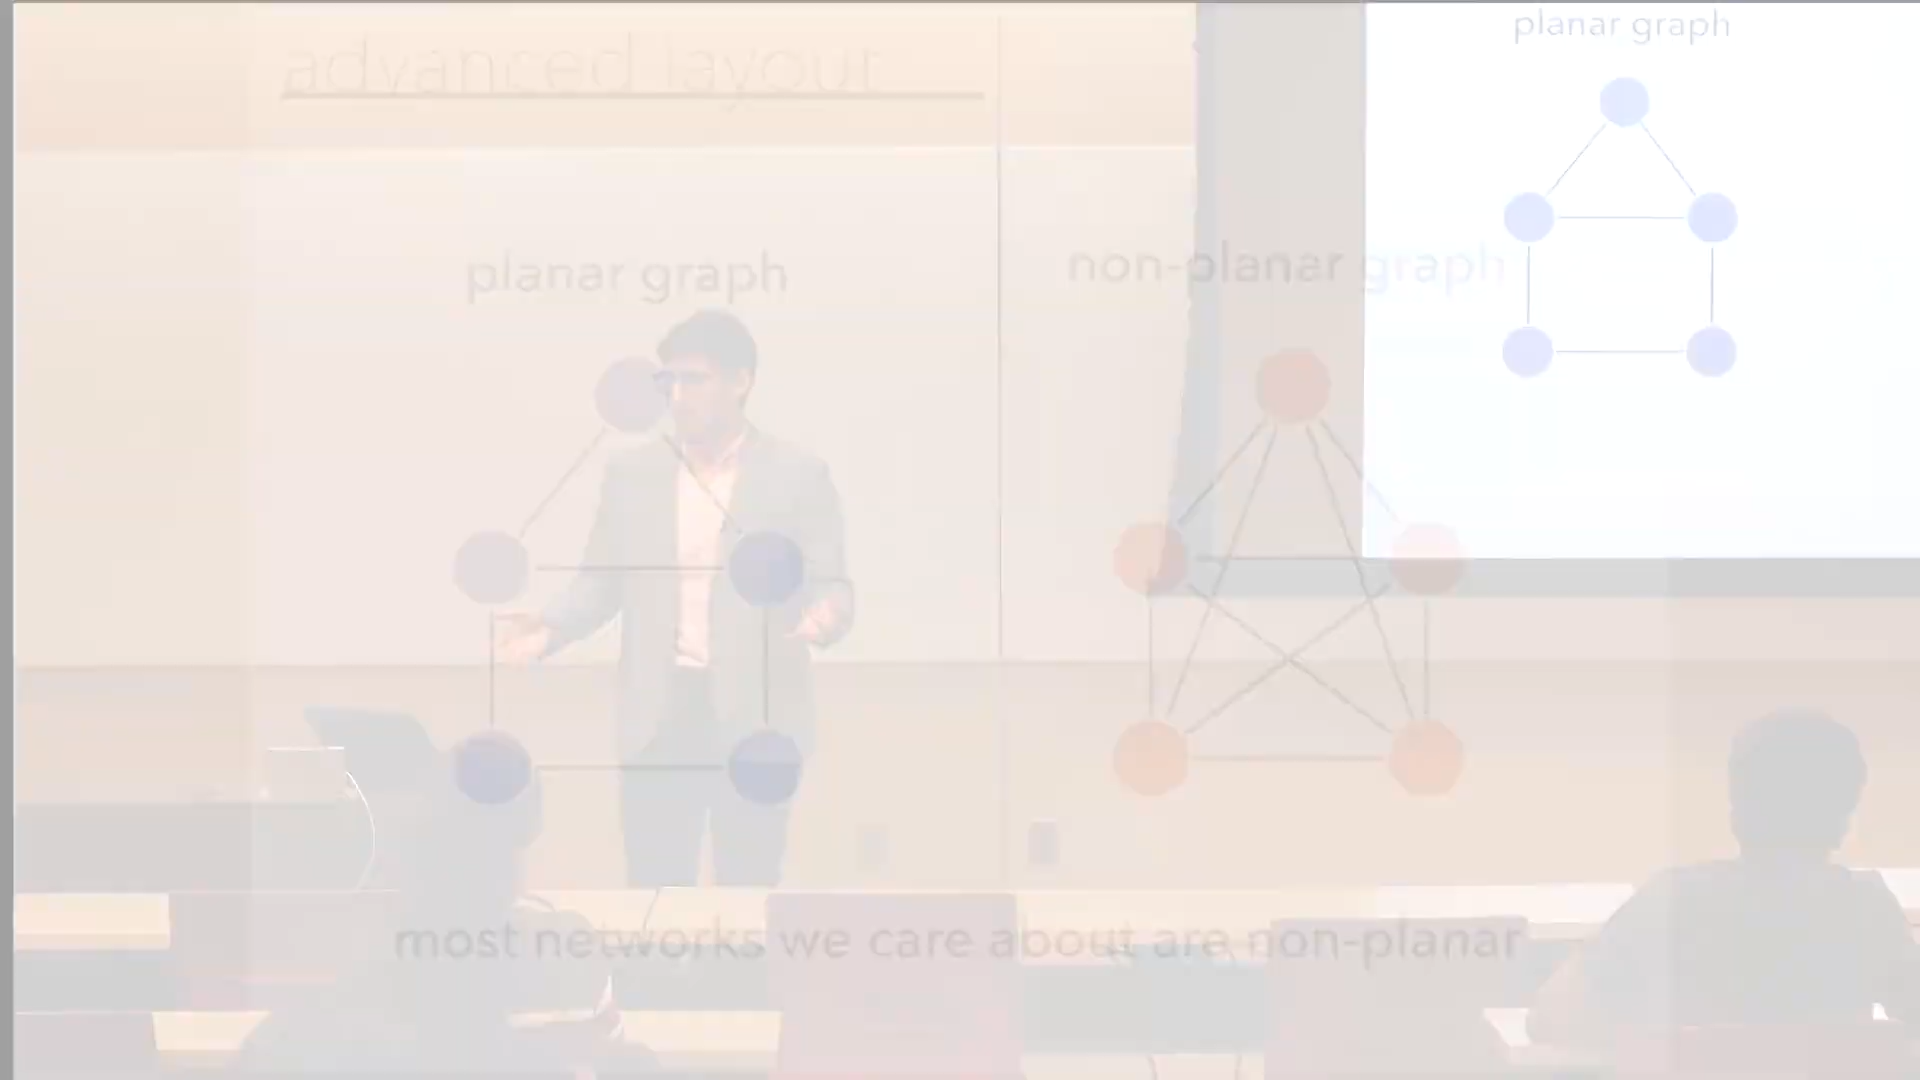 advanced layout
planar graph
planar graph
non-planar graph
most networks we care about are non-planar